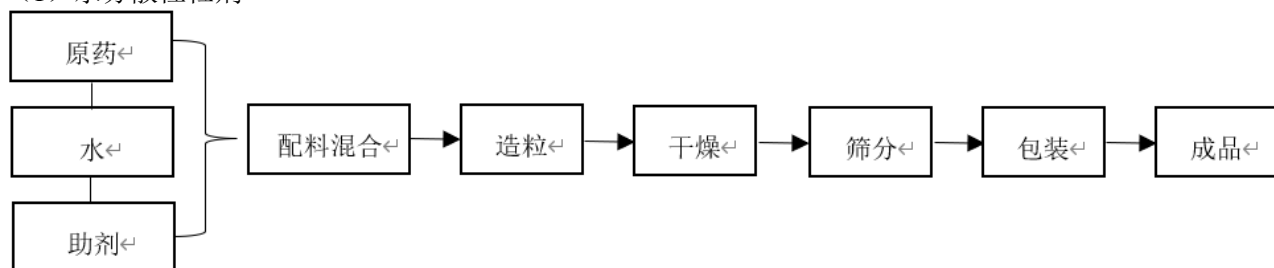 原药
水
助剂
配料混合
造粒
干燥
筛分
包装
成品